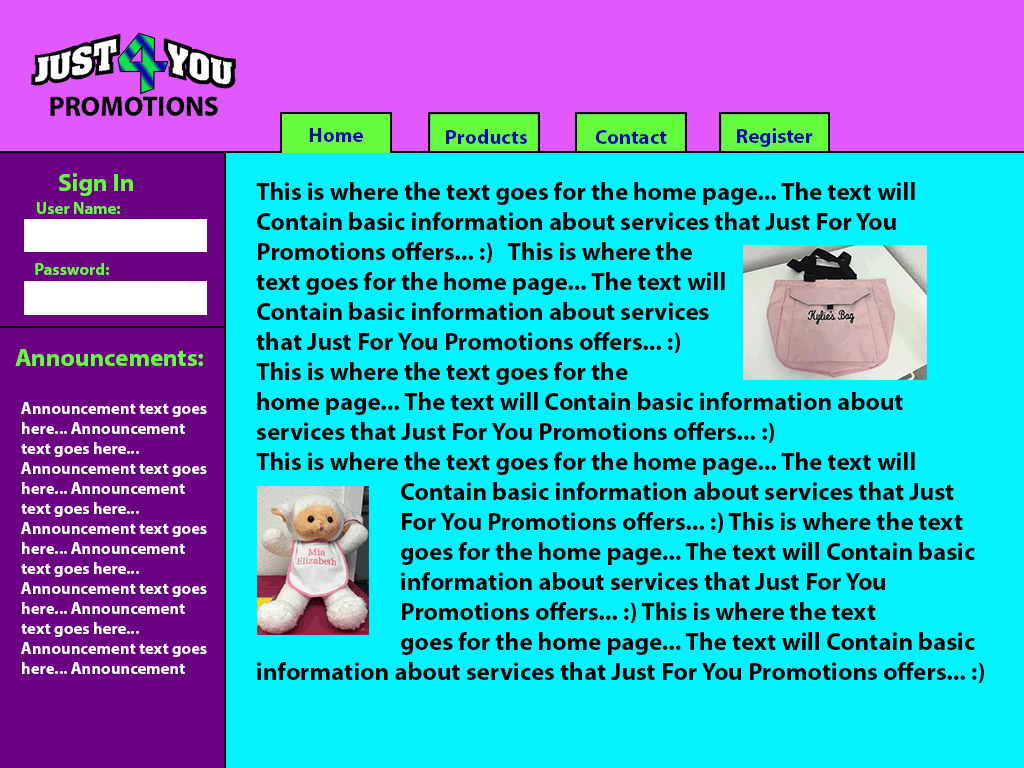 JUST 4 YOU
PROMOTIONS
Home
Products
Contact
Register
Sign In
User Name:
Password:
Announcements:
Announcement text goes
here... Announcement
text goes here...
Announcement text goes
here... Announcement
text goes here...
Announcement text goes
here... Announcement
text goes here...
Announcement text goes
here... Announcement
text goes here...
Announcement text goes
here... Announcement
This is where the text goes for the home page... The text will
Contain basic information about services that Just For You
Promotions offers... :) This is where the
text goes for the home page... The text will
Contain basic information about services
that Just For You Promotions offers... :)
This is where the text goes for the
home page... The text will Contain basic information about
services that Just For You Promotions offers... :)
This is where the text goes for the home page... The text will
Contain basic information about services that Just
For You Promotions offers... :) This is where the text
goes for the home page... The text will Contain basic
information about services that Just For You
Promotions offers... :) This is where the text
goes for the home page... The text will Contain basic
information about services that Just For You Promotions offers... :)
Kylie's Bag
Mia
Elizabeth